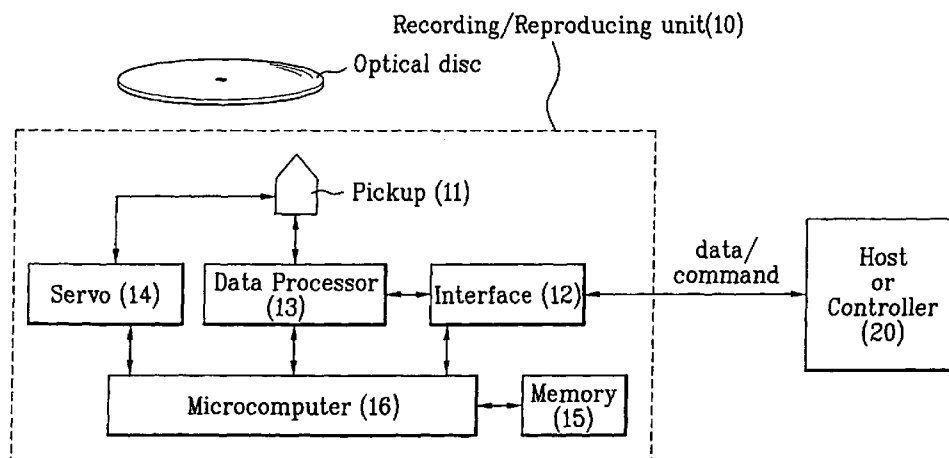 Recording/Reproducing unit(10)
Optical disc
Pickup (11)
Servo (14)
Data Processor
(13)
Interface (12)
data/
command
Host
or
Controller
(20)
Microcomputer (16)
Memory
(15)